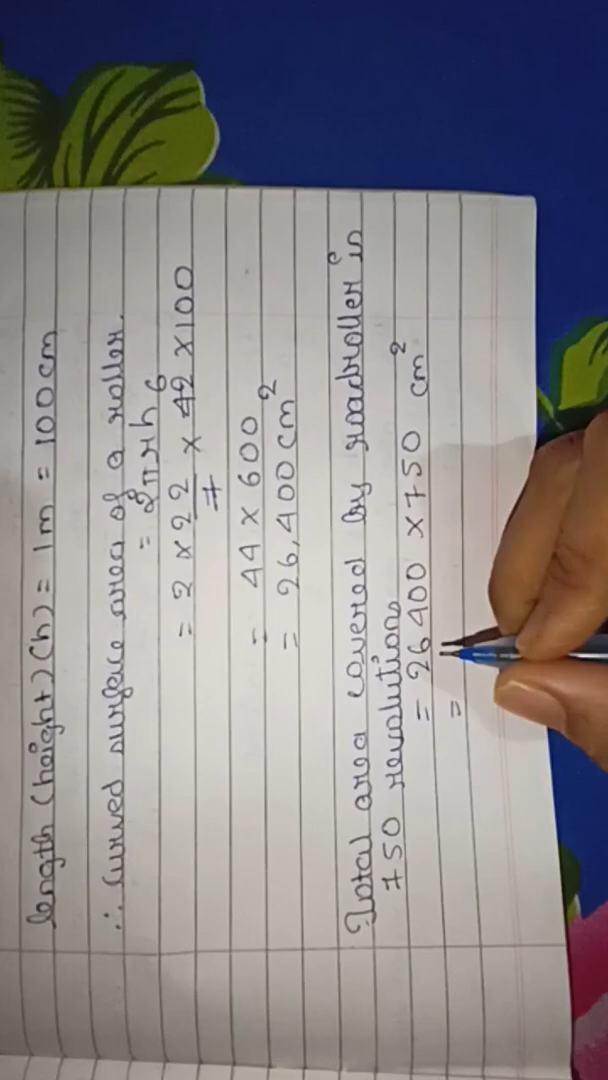 length (height) (h) = 1m = 100cm
∴ Curved surface area of a roller.
= 2πrh
= 2 × 22/7 × 42 6 × 100
= 44 × 600
= 26,400 cm²
Total area covered by roadroller in
750 revolutions
= 26400 × 750 cm²
=